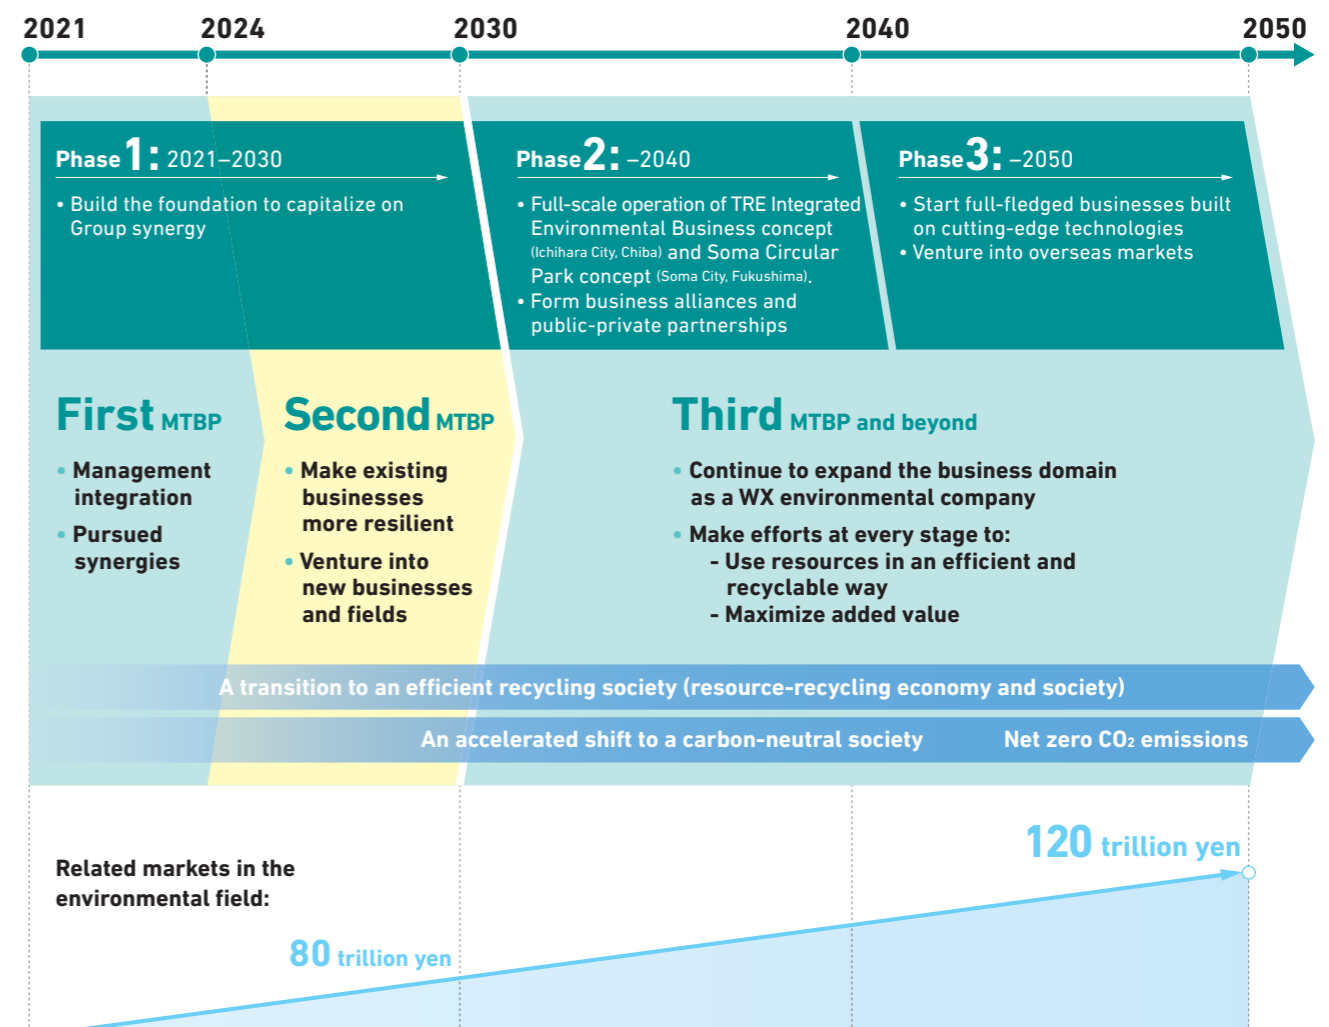 2021
2024
2030
2040
2050
Phase 1: 2021–2030
• Build the foundation to capitalize on
Group synergy
Phase 2: –2040
• Full-scale operation of TRE Integrated
Environmental Business concept
(Ichihara City, Chiba) and Soma Circular
Park concept (Soma City, Fukushima).
• Form business alliances and
public-private partnerships
Phase 3: –2050
• Start full-fledged businesses built
on cutting-edge technologies
• Venture into overseas markets
First MTBP
• Management
integration
• Pursued
synergies
Second MTBP
• Make existing
businesses
more resilient
• Venture into
new businesses
and fields
Third MTBP and beyond
• Continue to expand the business domain
as a WX environmental company
• Make efforts at every stage to:
- Use resources in an efficient and
recyclable way
- Maximize added value
A transition to an efficient recycling society (resource-recycling economy and society)
An accelerated shift to a carbon-neutral society
Net zero CO₂ emissions
Related markets in the
environmental field:
80 trillion yen
120 trillion yen